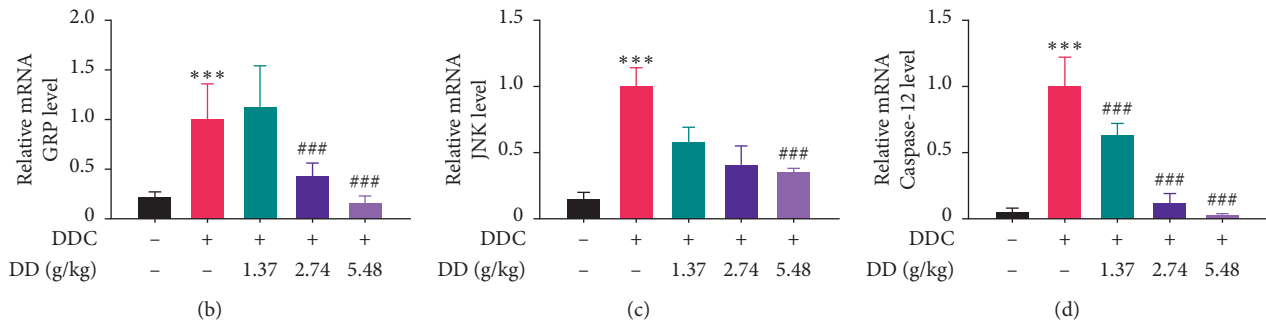 Relative mRNA
GRP level
2.0
1.5
1.0
0.5
0
***
###
###
DDC – + + + +
DD (g/kg) – – 1.37 2.74 5.48
(b)
Relative mRNA
JNK level
1.5
1.0
0.5
0
***
###
– + + + +
– – 1.37 2.74 5.48
DDC
DD (g/kg)
(c)
Relative mRNA
Caspase-12 level
1.5
1.0
0.5
0
***
###
###
###
DDC – + + + +
DD (g/kg) – – 1.37 2.74 5.48
(d)